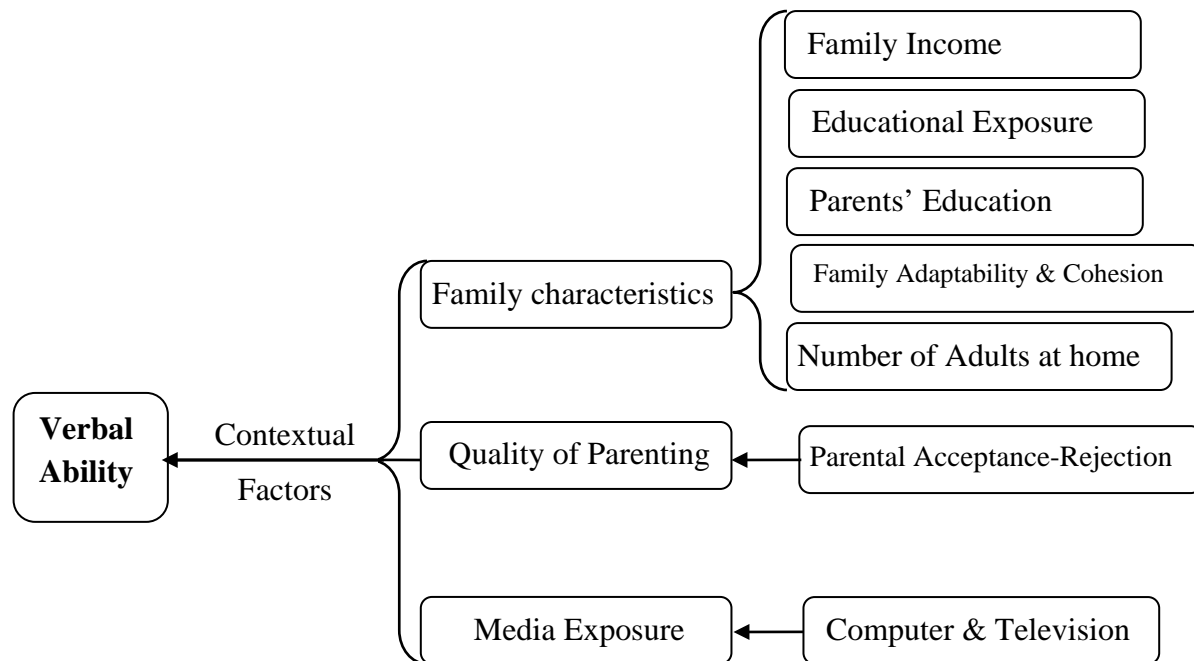 Family Income
Educational Exposure
Parents’ Education
Family Adaptability & Cohesion
Family characteristics
Number of Adults at home
Verbal
Ability
Contextual
Factors
Quality of Parenting
Parental Acceptance-Rejection
Media Exposure
Computer & Television